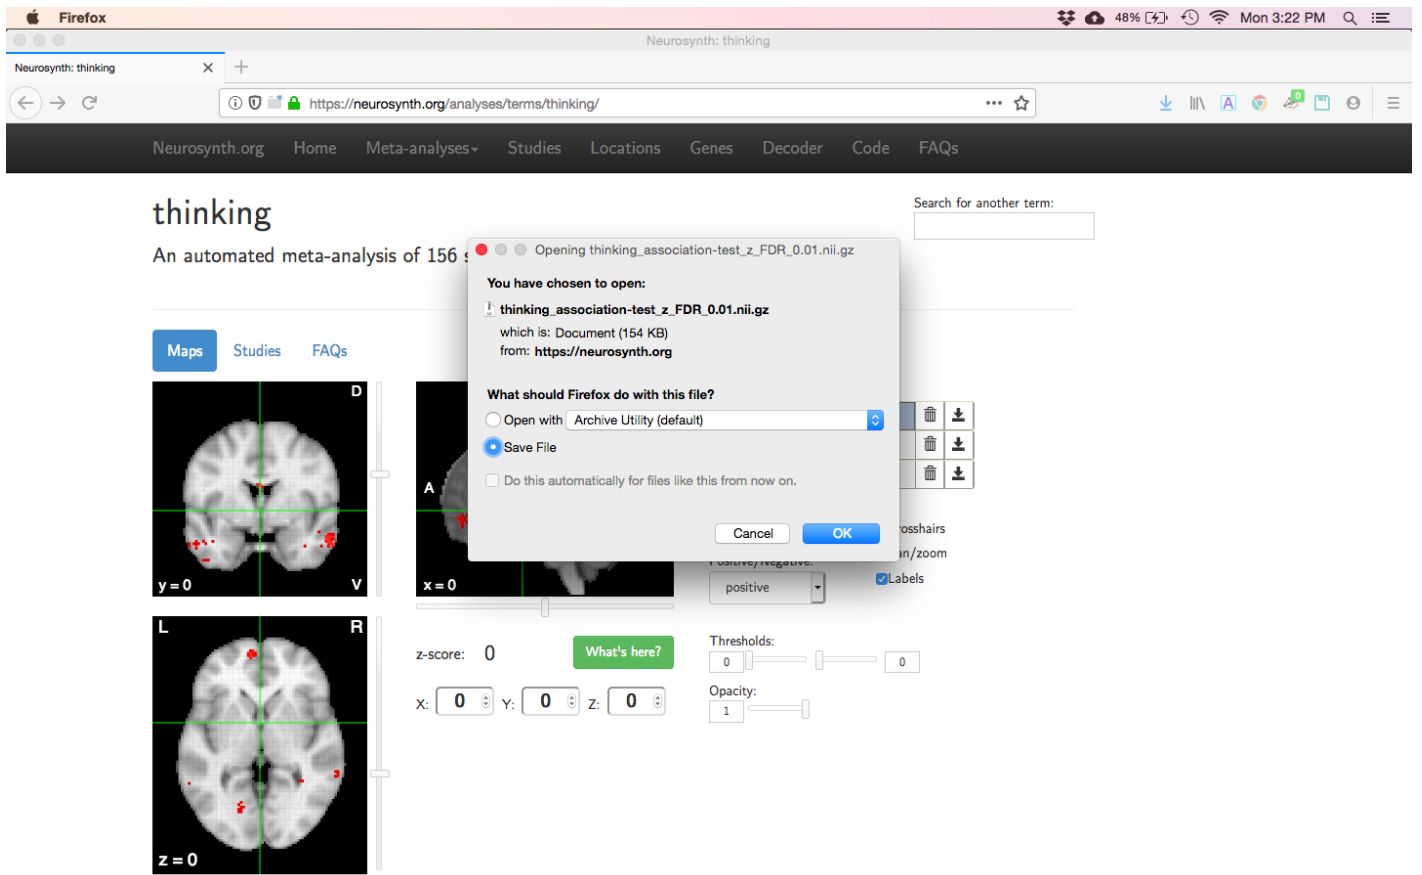 Firefox
48%
Mon 3:22 PM
Neurosynth: thinking
Neurosynth: thinking
https://neurosynth.org/analyses/terms/thinking/
A
0
Neurosynth.org Home Meta-analyses Studies Locations Genes Decoder Code FAQs
thinking
Search for another term:
An automated meta-analysis of 156
Opening thinking_association-test_z_FDR_0.01.nii.gz
You have chosen to open:
thinking_association-test_z_FDR_0.01.nii.gz
which is: Document (154 KB)
from: https://neurosynth.org
What should Firefox do with this file?
Open with Archive Utility (default)
Save File
Do this automatically for files like this from now on.
Cancel OK
Maps Studies FAQs
D
A
y = 0
V
x = 0
Positive/Negative:
positive
Labels
L
R
z = 0
z-score: 0
What's here?
X: 0 Y: 0 Z: 0
Thresholds:
0 0
Opacity:
1